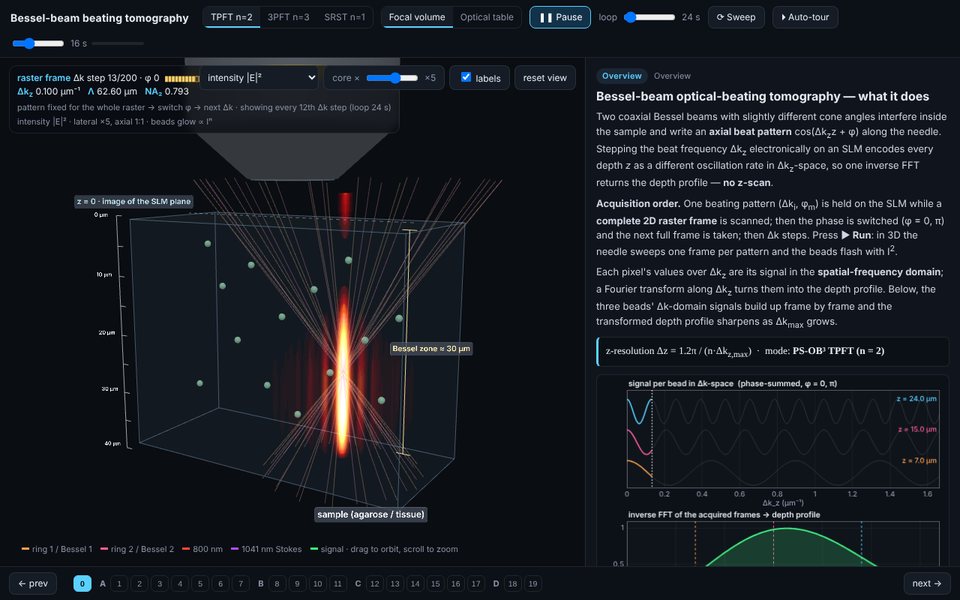 Bessel-beam beating tomography
TPFT n=2
3PFT n=3
SRST n=1
Focal volume
Optical table
❚❚ Pause
loop
24 s
⟳ Sweep
Auto-tour
16 s
raster frame Δk step 13/200 · φ 0
Δk_z 0.100 μm⁻¹ Λ 62.60 μm NA₂ 0.793
pattern fixed for the whole raster → switch φ → next Δk · showing every 12th Δk step (loop 24 s)
intensity |E|² · lateral ×5, axial 1:1 · beads glow ∝ Iⁿ
intensity |E|²
core ×
×5
labels
reset view
z = 0 · image of the SLM plane
0 μm
10 μm
20 μm
30 μm
40 μm
Bessel zone ≈ 30 μm
sample (agarose / tissue)
ring 1 / Bessel 1
ring 2 / Bessel 2
800 nm
1041 nm Stokes
signal · drag to orbit, scroll to zoom
Overview
Overview
Bessel-beam optical-beating tomography — what it does
Two coaxial Bessel beams with slightly different cone angles interfere inside
the sample and write an axial beat pattern cos(Δk_z z + φ) along the needle.
Stepping the beat frequency Δk_z electronically on an SLM encodes every
depth z as a different oscillation rate in Δk_z-space, so one inverse FFT
returns the depth profile — no z-scan.
Acquisition order. One beating pattern (Δk_i, φ_m) is held on the SLM while a
complete 2D raster frame is scanned; then the phase is switched (φ = 0, π)
and the next full frame is taken; then Δk steps. Press ▶ Run: in 3D the
needle sweeps one frame per pattern and the beads flash with I².
Each pixel's values over Δk_z are its signal in the spatial-frequency domain;
a Fourier transform along Δk_z turns them into the depth profile. Below, the
three beads' Δk-domain signals build up frame by frame and the
transformed depth profile sharpens as Δk_max grows.
z-resolution Δz = 1.2π / (n·Δk_z,max) · mode: PS-OB³ TPFT (n = 2)
signal per bead in Δk-space (phase-summed, φ = 0, π)
z = 24.0 μm
z = 15.0 μm
z = 7.0 μm
0 0.2 0.4 0.6 0.8 1 1.2 1.4 1.6
Δk_z (μm⁻¹)
inverse FFT of the acquired frames → depth profile
1
0.5
← prev
0 A 1 2 3 4 5 6 7 B 8 9 10 11 C 12 13 14 15 16 17 D 18 19
next →